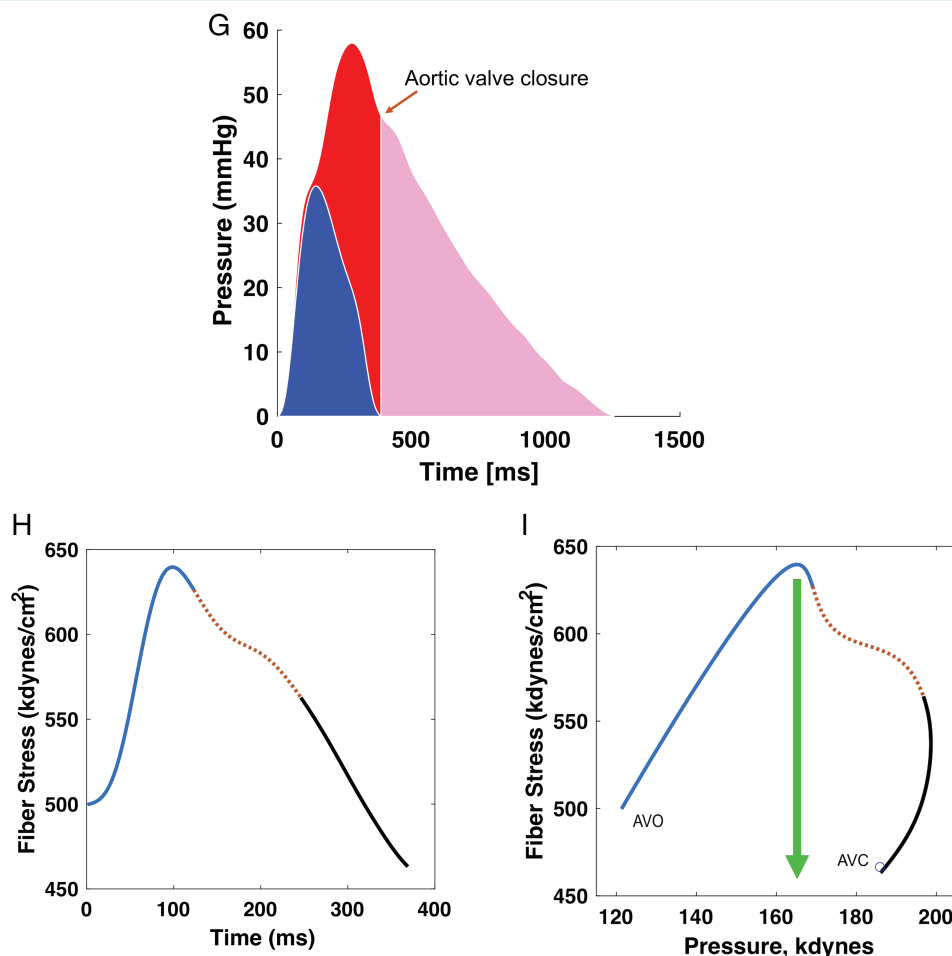 G
60
Aortic valve closure
50
40
30
20
10
0
Pressure (mmHg)
0 500 1000 1500
Time [ms]
H
650
600
550
500
450
Fiber Stress (kdynes/cm2)
0 100 200 300 400
Time (ms)
I
650
600
550
500
450
Fiber Stress (kdynes/cm2)
AVO
AVC
120 140 160 180 200
Pressure, kdynes